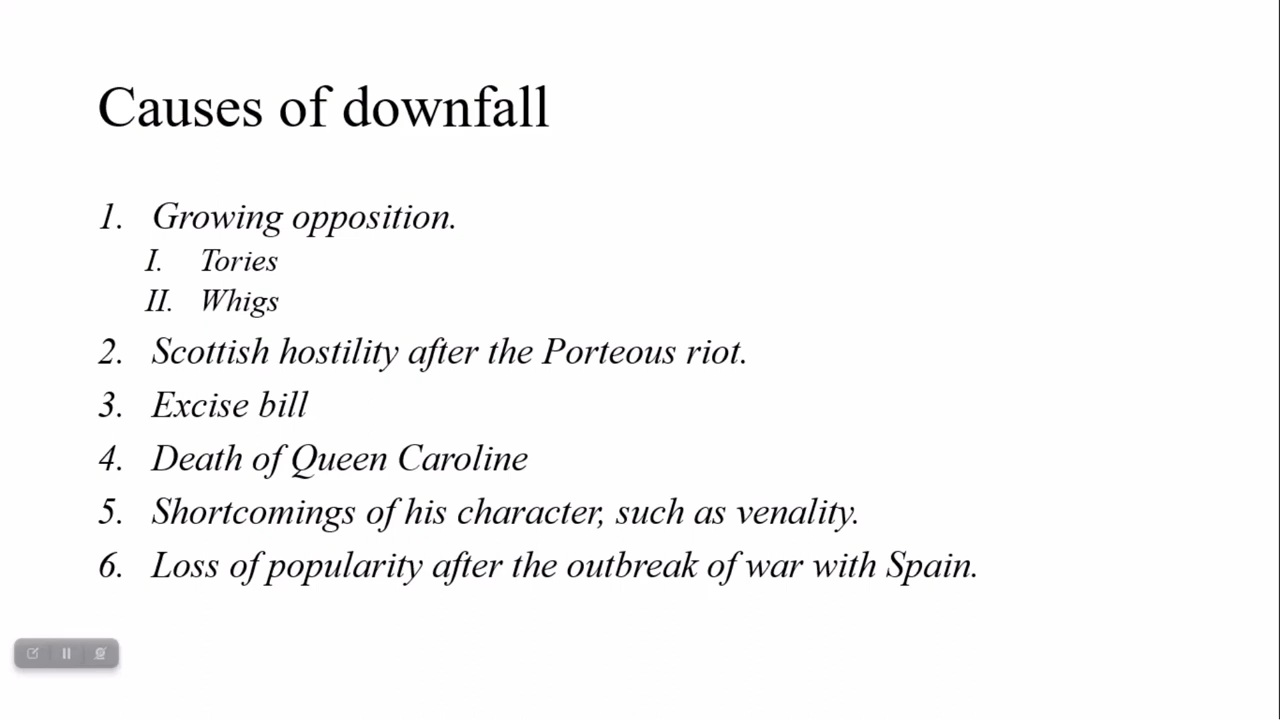 Causes of downfall
1. Growing opposition.
I. Tories
II. Whigs
2. Scottish hostility after the Porteous riot.
3. Excise bill
4. Death of Queen Caroline
5. Shortcomings of his character, such as venality.
6. Loss of popularity after the outbreak of war with Spain.